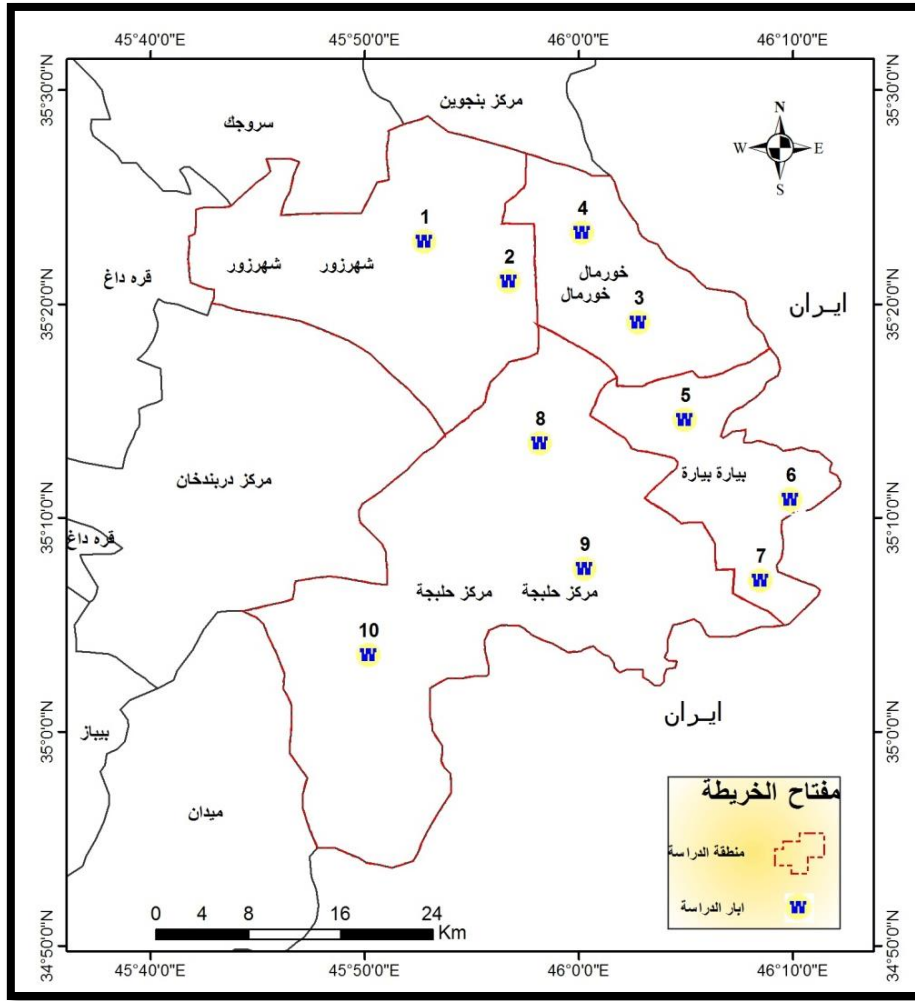 45°40'0"E
45°50'0"E
46°0'0"E
46°10'0"E
35°30'0"N
35°30'0"N
مركز بنجوين
سروجك
N
W
E
S
1
4
2
شهرزور
شهرزور
خورمال
خورمال
3
قره داغ
ايـران
35°20'0"N
35°20'0"N
5
8
بيارة بيارة
6
مركز دربندخان
35°10'0"N
35°10'0"N
قره داغ
9
7
مركز حلبجة
مركز حلبجة
10
ايـران
35°0'0"N
35°0'0"N
بيباز
ميدان
مفتاح الخريطة
منطقة الدراسة
W
ابار الدراسة
0 4 8 16 24
Km
34°50'0"N
34°50'0"N
45°40'0"E
45°50'0"E
46°0'0"E
46°10'0"E